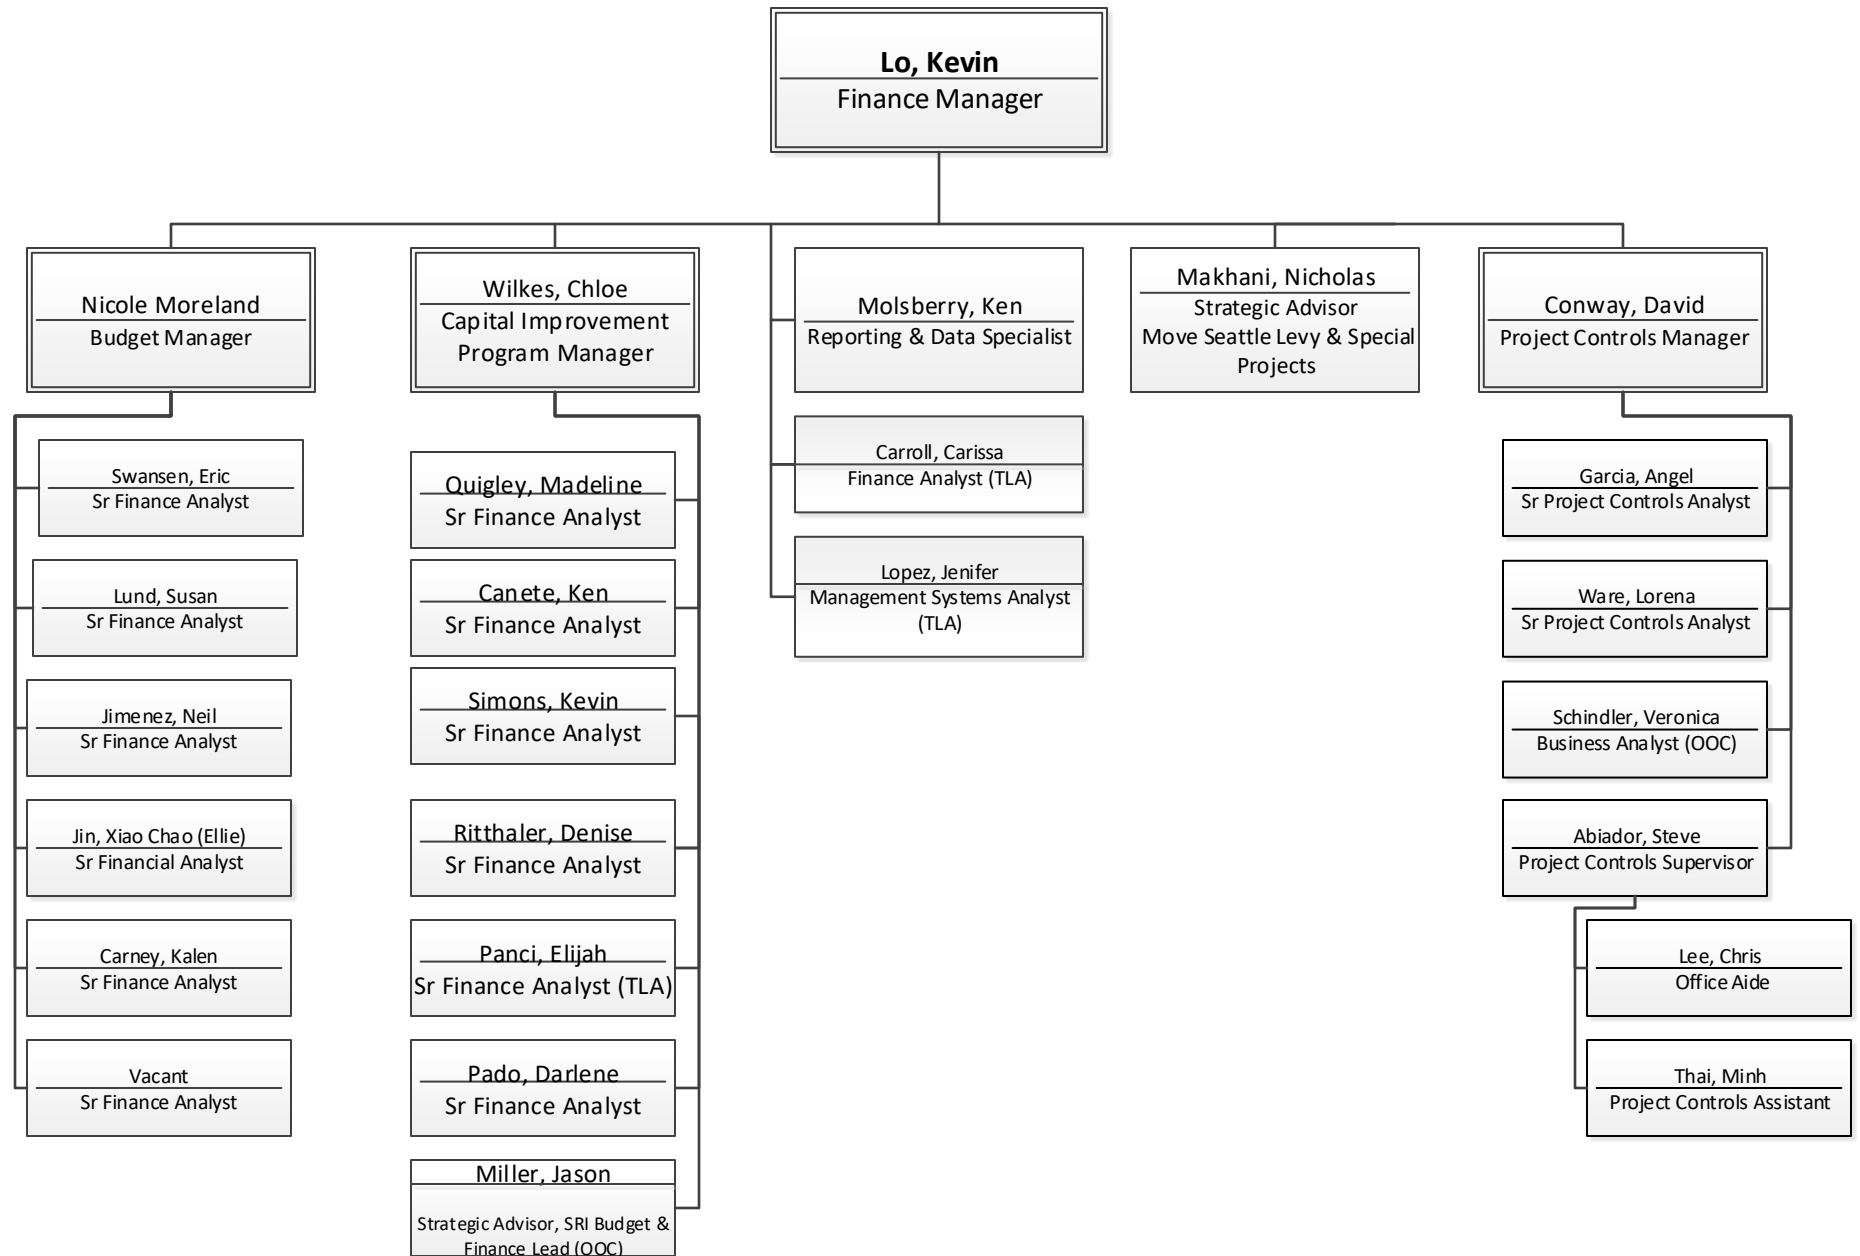 Lo, Kevin
Finance Manager
Nicole Moreland
Budget Manager
Swansen, Eric
Sr Finance Analyst
Lund, Susan
Sr Finance Analyst
Jimenez, Neil
Sr Finance Analyst
Jin, Xiao Chao (Ellie)
Sr Financial Analyst
Carney, Kalen
Sr Finance Analyst
Vacant
Sr Finance Analyst
Wilkes, Chloe
Capital Improvement
Program Manager
Quigley, Madeline
Sr Finance Analyst
Canete, Ken
Sr Finance Analyst
Simons, Kevin
Sr Finance Analyst
Ritthaler, Denise
Sr Finance Analyst
Panci, Elijah
Sr Finance Analyst (TLA)
Pado, Darlene
Sr Finance Analyst
Miller, Jason
Strategic Advisor, SRI Budget &
Finance Lead (OOC)
Molsberry, Ken
Reporting & Data Specialist
Carroll, Carissa
Finance Analyst (TLA)
Lopez, Jenifer
Management Systems Analyst
(TLA)
Makhani, Nicholas
Strategic Advisor
Move Seattle Levy & Special
Projects
Conway, David
Project Controls Manager
Garcia, Angel
Sr Project Controls Analyst
Ware, Lorena
Sr Project Controls Analyst
Schindler, Veronica
Business Analyst (OOC)
Abiador, Steve
Project Controls Supervisor
Lee, Chris
Office Aide
Thai, Minh
Project Controls Assistant